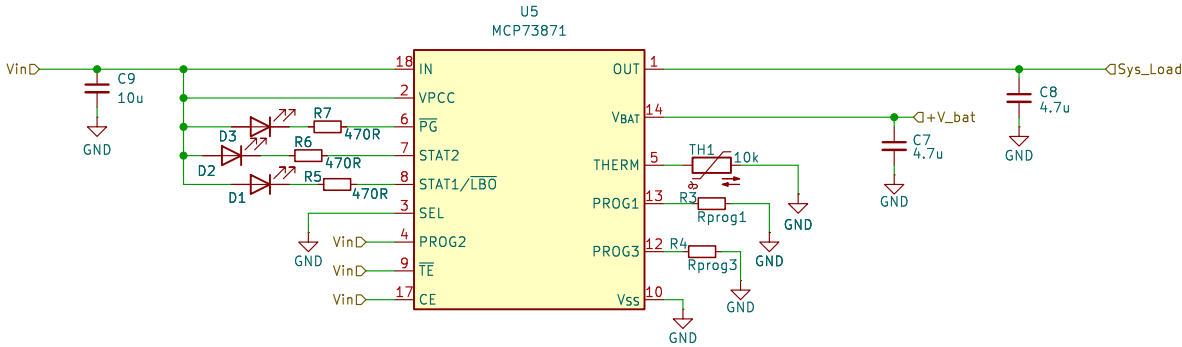 U5
MCP73871
Vin
C9
10u
GND
18 IN
2 VPCC
6 PG
7 STAT2
8 STAT1/LBO
3 SEL
4 PROG2
9 TE
17 CE
D3
R7
470R
D2
R6
470R
D1
R5
470R
GND
Vin
Vin
Vin
OUT 1
VBAT 14
THERM 5
PROG1 13
PROG3 12
Vss 10
Sys_Load
C8
4.7u
GND
+V_bat
C7
4.7u
GND
TH1
10k
GND
R3
Rprog1
GND
R4
Rprog3
GND
GND